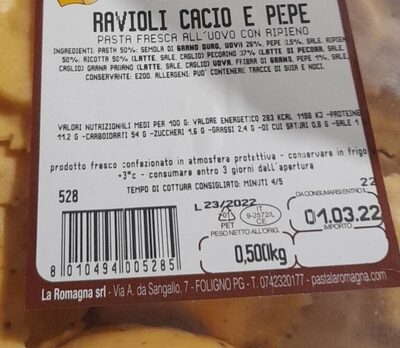 RAVIOLI CACIO E PEPE
PASTA FRESCA ALL'UOVO CON RIPIENO
INGREDIENTI: PASTA 50%: SEMOLA DI GRANO DURO, UOVA 26%, PEPE 0,5%, SALE. RIPIEN
50%: RICOTTA 50% (LATTE, SALE, CAGLIO) PECORINO 37% (LATTE DI PECORA, SALE,
CAGLIO) GRANA PADANO (LATTE, SALE, CAGLIO) UOVA, FIBRA DI GRANO, PEPE 1%, SALE,
CONSERVANTE: E200. ALLERGENI: PUO' CONTENERE TRACCE DI SOIA E NOCI.
VALORI NUTRIZIONALI MEDI PER 100 G: VALORE ENERGETICO 283 KCAL 1198 KJ -PROTEINE
11,2 G -CARBOIDRATI 54 G -ZUCCHERI 1,6 G -GRASSI 2,4 G -DI CUI SATURI 0,8 G -SALE 1
prodotto fresco confezionato in atmosfera protettiva - conservare in frigo
+3°C - consumare entro 3 giorni dall'apertura
TEMPO DI COTTURA CONSIGLIATO: MINUTI 4/5
528
L 23/2022
22
DA CONSUMARSI ENTRO IL
01.03.22
01
PET
IT
9-2572/L
CE
PESO NETTO ALL'ORIG.
IMPORTO
0,500kg
8 010494 005285
La Romagna srl - Via A. da Sangallo, 7 - FOLIGNO PG - T. 0742320177 - pastalaromagna.com